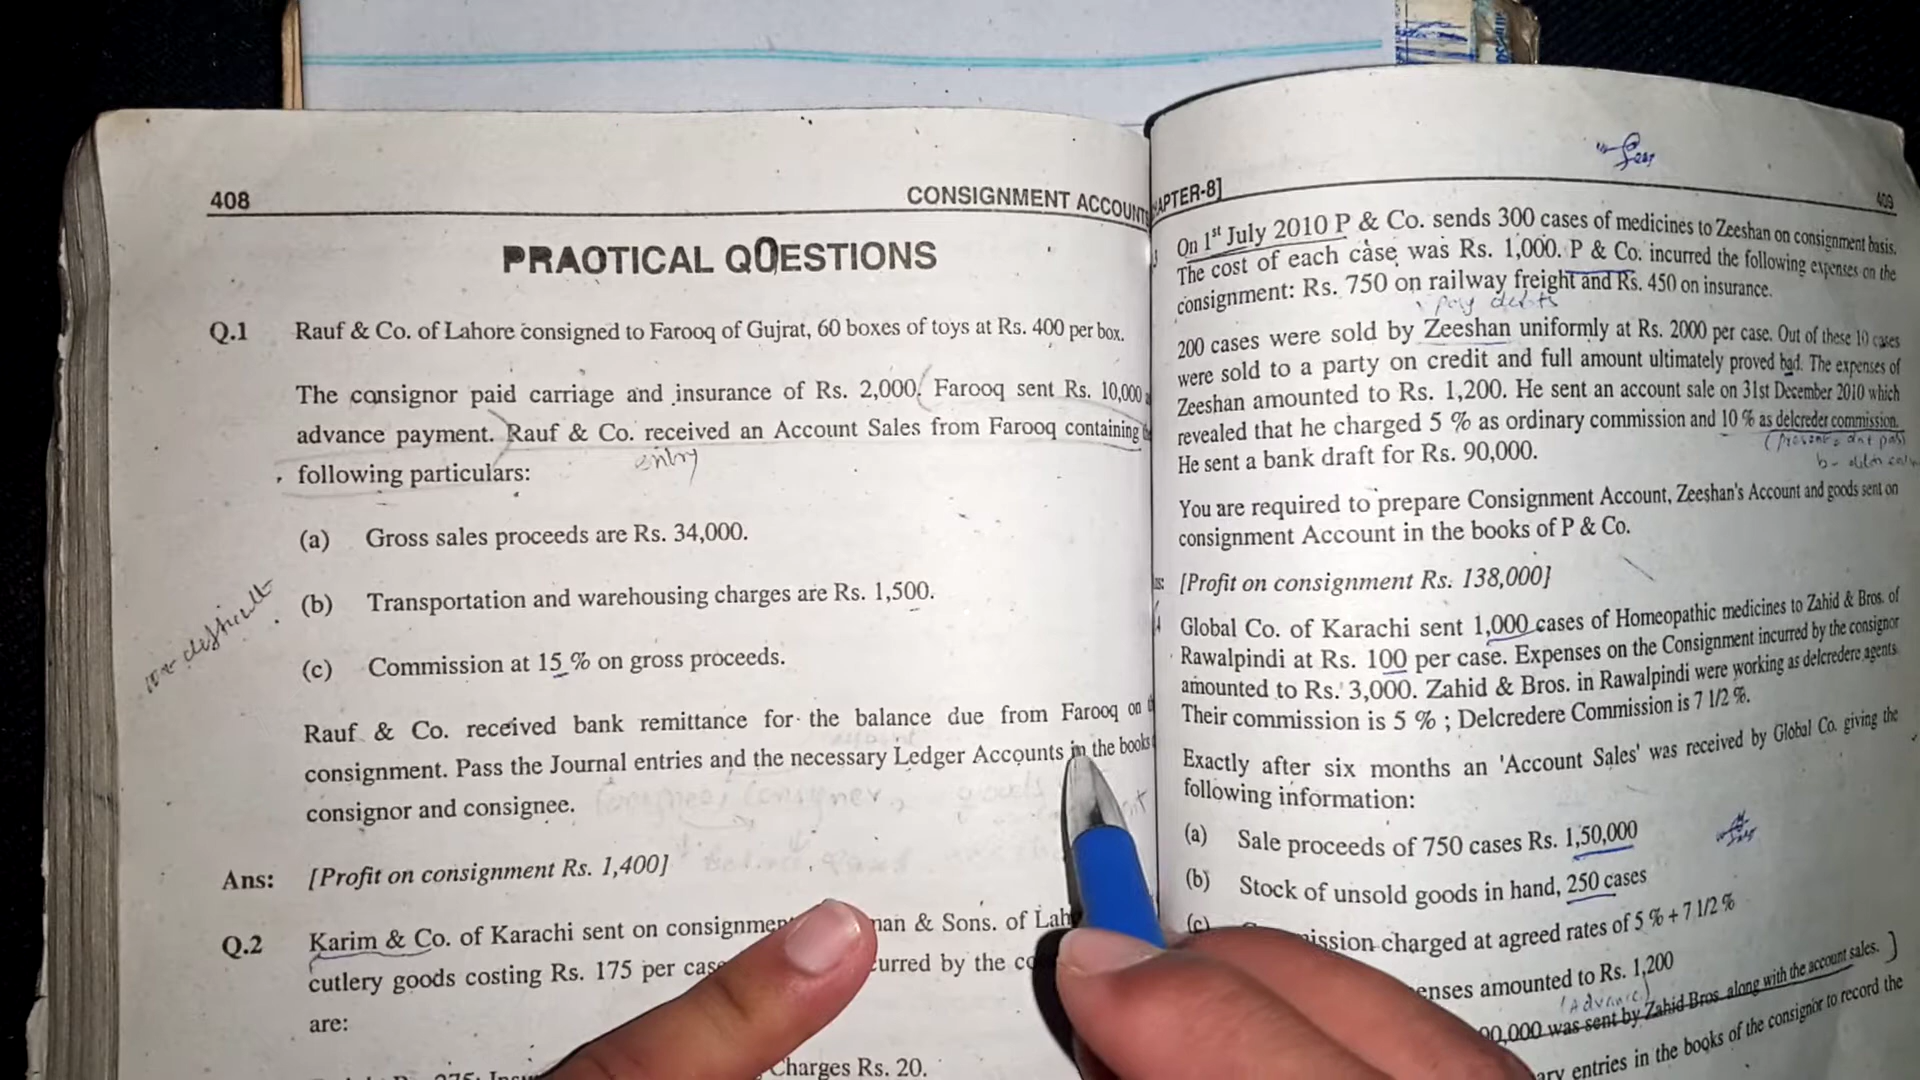 408
CONSIGNMENT ACCOUNT
PRACTICAL QUESTIONS
Q.1 Rauf & Co. of Lahore consigned to Farooq of Gujrat, 60 boxes of toys at Rs. 400 per box.
The consignor paid carriage and insurance of Rs. 2,000. Farooq sent Rs. 10,000
advance payment. Rauf & Co. received an Account Sales from Farooq containing
entry
following particulars:
(a) Gross sales proceeds are Rs. 34,000.
(b) Transportation and warehousing charges are Rs. 1,500.
(c) Commission at 15 % on gross proceeds.
Rauf & Co. received bank remittance for the balance due from Farooq on
consignment. Pass the Journal entries and the necessary Ledger Accounts in the books
consignor and consignee.
Ans: [Profit on consignment Rs. 1,400]
Q.2 Karim & Co. of Karachi sent on & Sons. of
cutlery goods costing Rs. 175 per by the
are:
Charges Rs. 20.
APTER-8]
409
On 1st July 2010 P & Co. sends 300 cases of medicines to Zeeshan on consignment basis.
The cost of each case was Rs. 1,000. P & Co. incurred the following expenses on the
consignment: Rs. 750 on railway freight and Rs. 450 on insurance.
pay debts
200 cases were sold by Zeeshan uniformly at Rs. 2000 per case. Out of these 10 cases
were sold to a party on credit and full amount ultimately proved bad. The expenses of
Zeeshan amounted to Rs. 1,200. He sent an account sale on 31st December 2010 which
revealed that he charged 5 % as ordinary commission and 10 % as delcreder commission.
He sent a bank draft for Rs. 90,000.
You are required to prepare Consignment Account, Zeeshan's Account and goods sent on
consignment Account in the books of P & Co.
[Profit on consignment Rs. 138,000]
Global Co. of Karachi sent 1,000 cases of Homeopathic medicines to Zahid & Bros. of
Rawalpindi at Rs. 100 per case. Expenses on the Consignment incurred by the consignor
amounted to Rs. 3,000. Zahid & Bros. in Rawalpindi were working as delcredere agents.
Their commission is 5 % ; Delcredere Commission is 7 1/2 %.
Exactly after six months an 'Account Sales' was received by Global Co. giving the
following information:
(a) Sale proceeds of 750 cases Rs. 1,50,000
(b) Stock of unsold goods in hand, 250 cases
(c) charged at agreed rates of 5 % + 7 1/2 %
amounted to Rs. 1,200
(Advance)
was sent by Zahid Bros. along with the account sales.
entries in the books of the consignor to record the